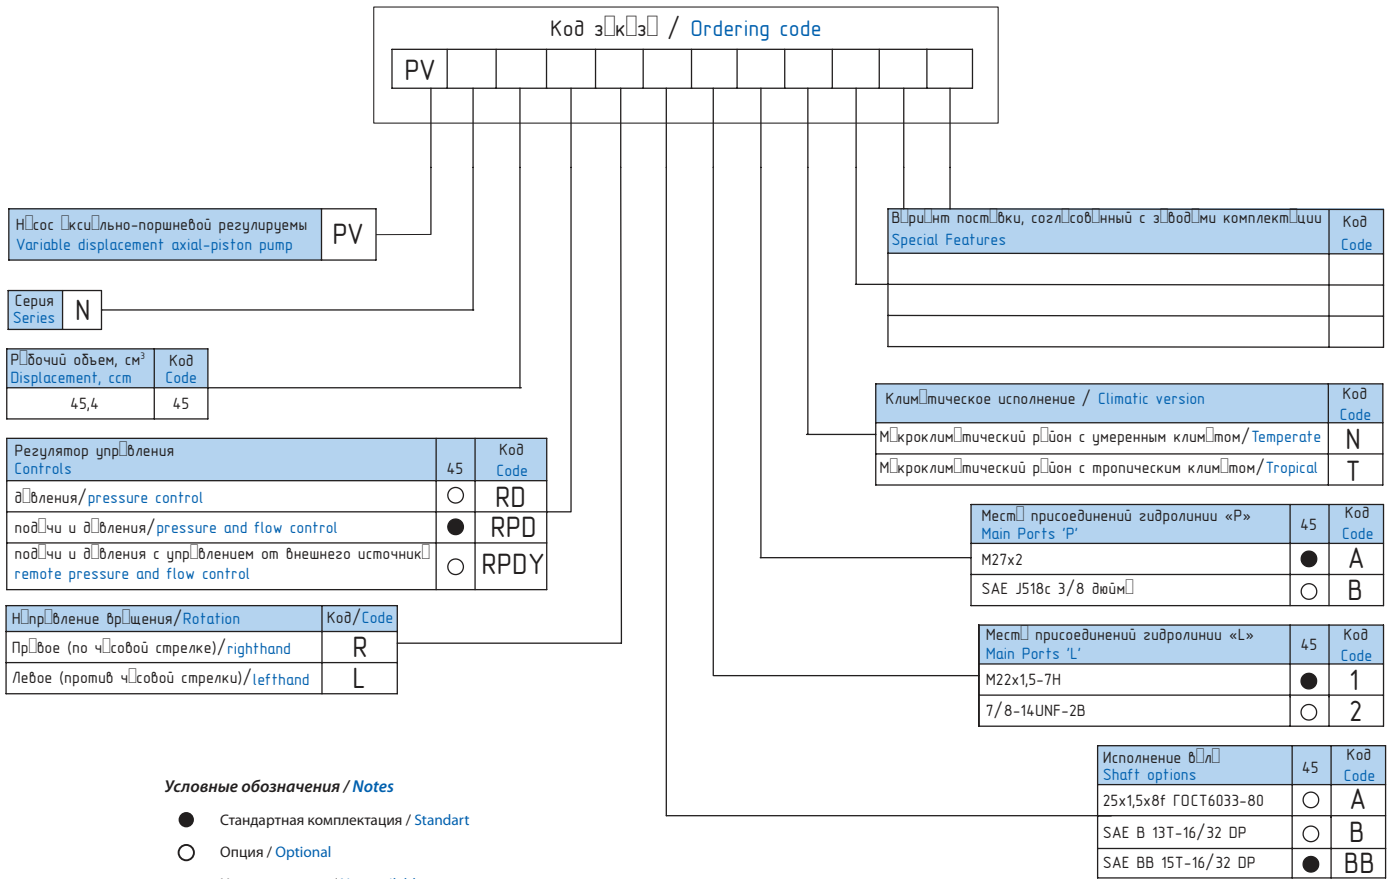 Код з□к□з□ / Ordering code
PV
Н□сос □кси□льно-поршневой регулируемы
Variable displacement axial-piston pump
PV
Серия
Series
N
Р□бочий объем, см³
Displacement, ccm
Код
Code
45,4
45
Регулятор упр□вления
Controls
45
Код
Code
д□вления/pressure control
RD
под□чи и д□вления/pressure and flow control
RPD
под□чи и д□вления с упр□влением от внешнего источник□
remote pressure and flow control
RPDY
Н□пр□вление вр□щения/Rotation
Код/Code
Пр□вое (по ч□совой стрелке)/righthand
R
Левое (против ч□совой стрелки)/lefthand
L
Условные обозначения / Notes
Стандартная комплектация / Standart
Опция / Optional
В□ри□нт пост□вки, согл□сов□нный с з□вод□ми комплект□ции
Special Features
Код
Code
Клим□тическое исполнение / Climatic version
Код
Code
М□кроклим□тический р□йон с умеренным клим□том/Temperate
N
М□кроклим□тический р□йон с тропическим клим□том/Tropical
T
Мест□ присоединений гидролинии «P»
Main Ports 'P'
45
Код
Code
M27x2
A
SAE J518c 3/8 дюйм□
B
Мест□ присоединений гидролинии «L»
Main Ports 'L'
45
Код
Code
M22x1,5-7H
1
7/8-14UNF-2B
2
Исполнение в□л□
Shaft options
45
Код
Code
25x1,5x8f ГОСТ6033-80
A
SAE B 13T-16/32 DP
B
SAE BB 15T-16/32 DP
BB